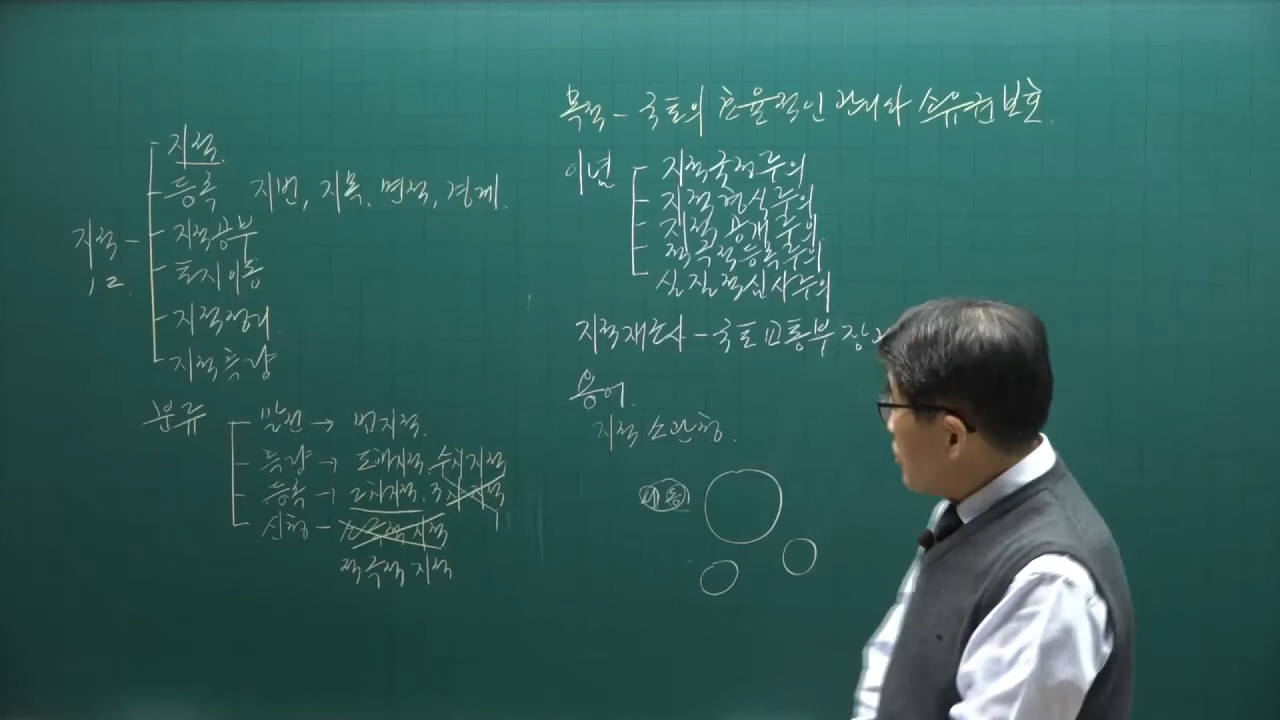 지적
등록 지번, 지목, 면적, 경계.
지적 -
지적공부
토지이동
12.
지적정리
지적측량
분류
발전 → 법지적.
측량 → 도해지적, 수치지적
등록 → 2차지적, 3차지적
신청 -
적극적 지적
목적 - 국토의 효율적인 관리와 소유권 보호.
이념
지적국정주의
지적형식주의
지적공개주의
적극적등록주의
실질적심사주의
지적재조사 - 국토교통부 장
용어.
지적소관청.